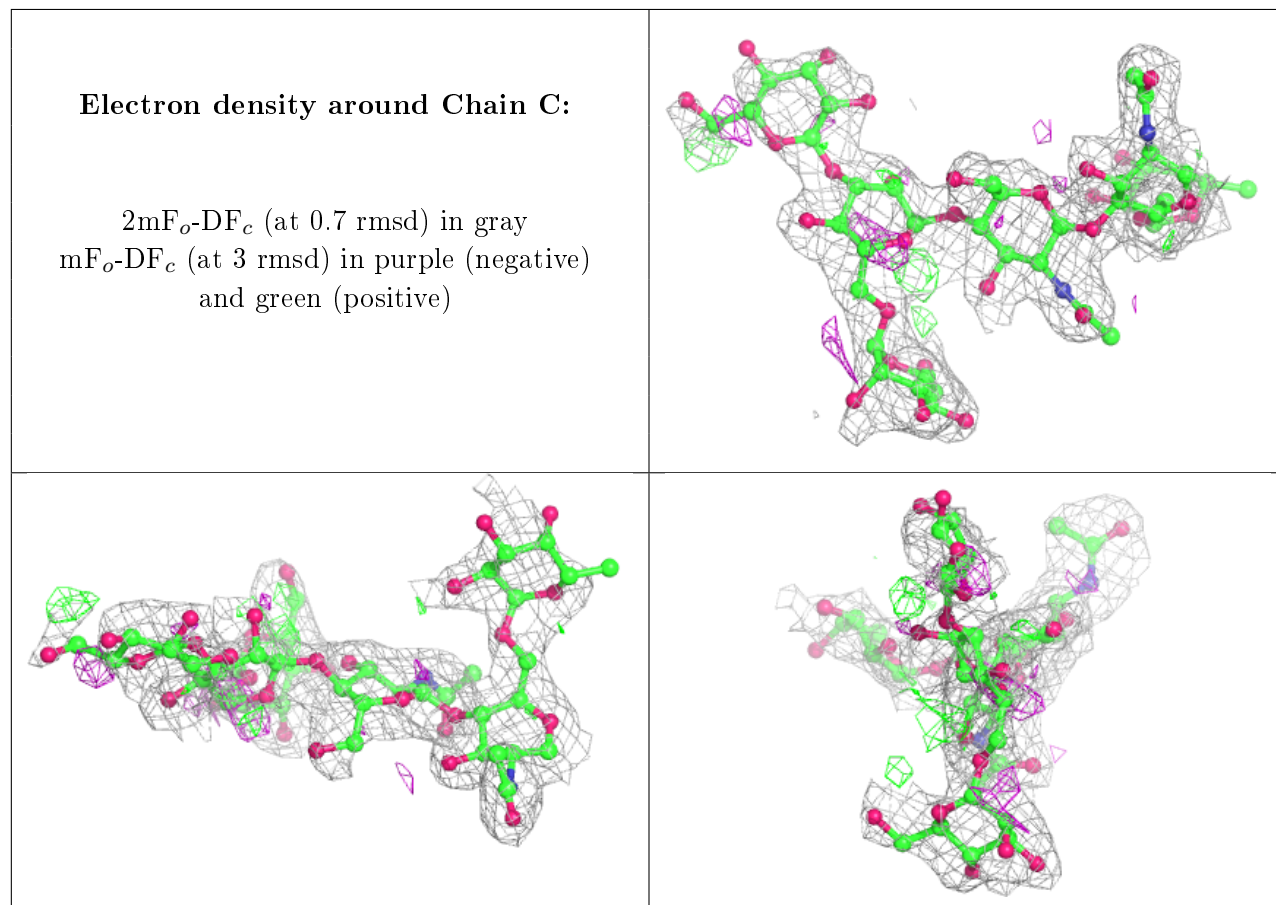 Electron density around Chain C:
2mFₒ-DF𝒸 (at 0.7 rmsd) in gray
mFₒ-DF𝒸 (at 3 rmsd) in purple (negative)
and green (positive)